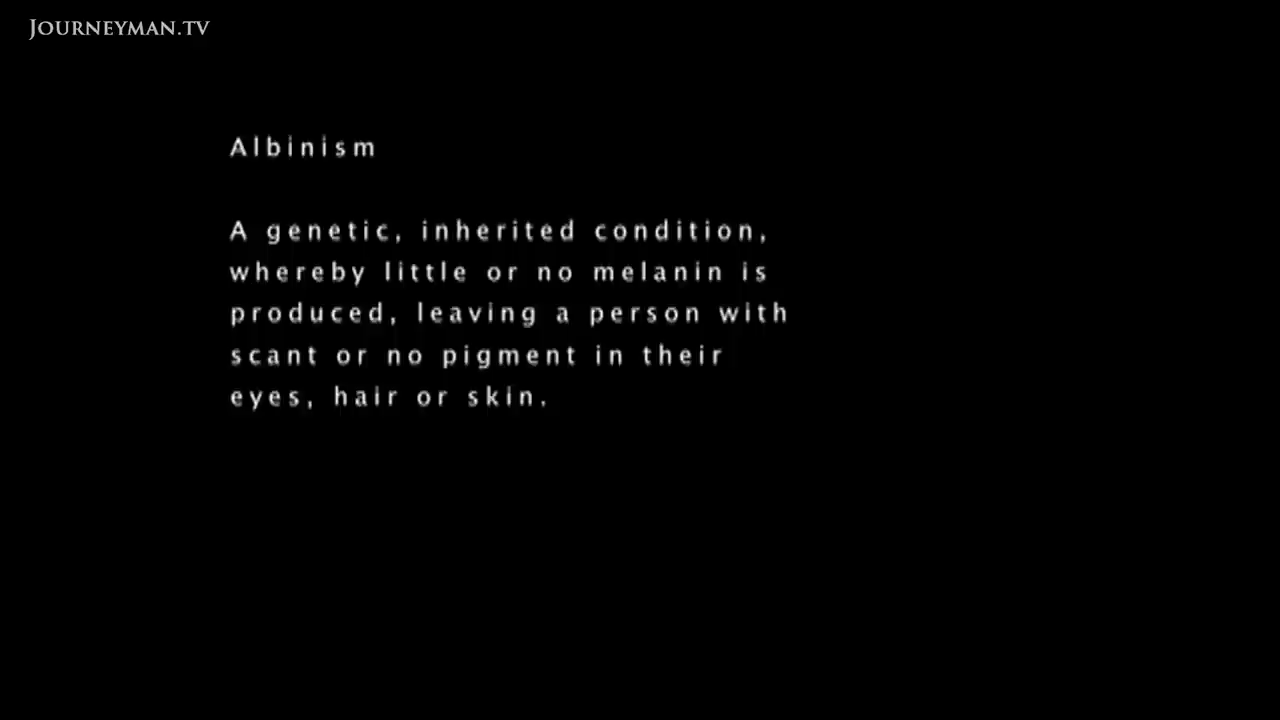 JOURNEYMAN.TV
Albinism
A genetic, inherited condition,
whereby little or no melanin is
produced, leaving a person with
scant or no pigment in their
eyes, hair or skin.